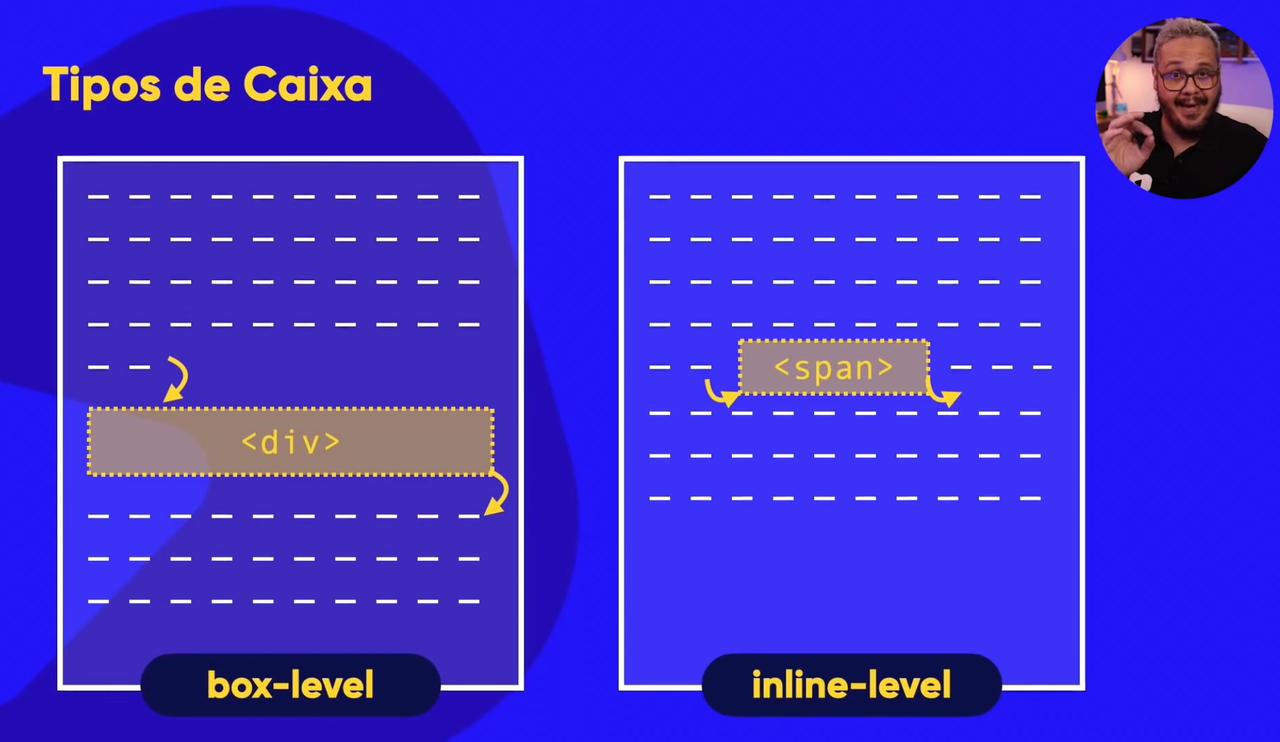 Tipos de Caixa
<div>
<span>
box-level
inline-level